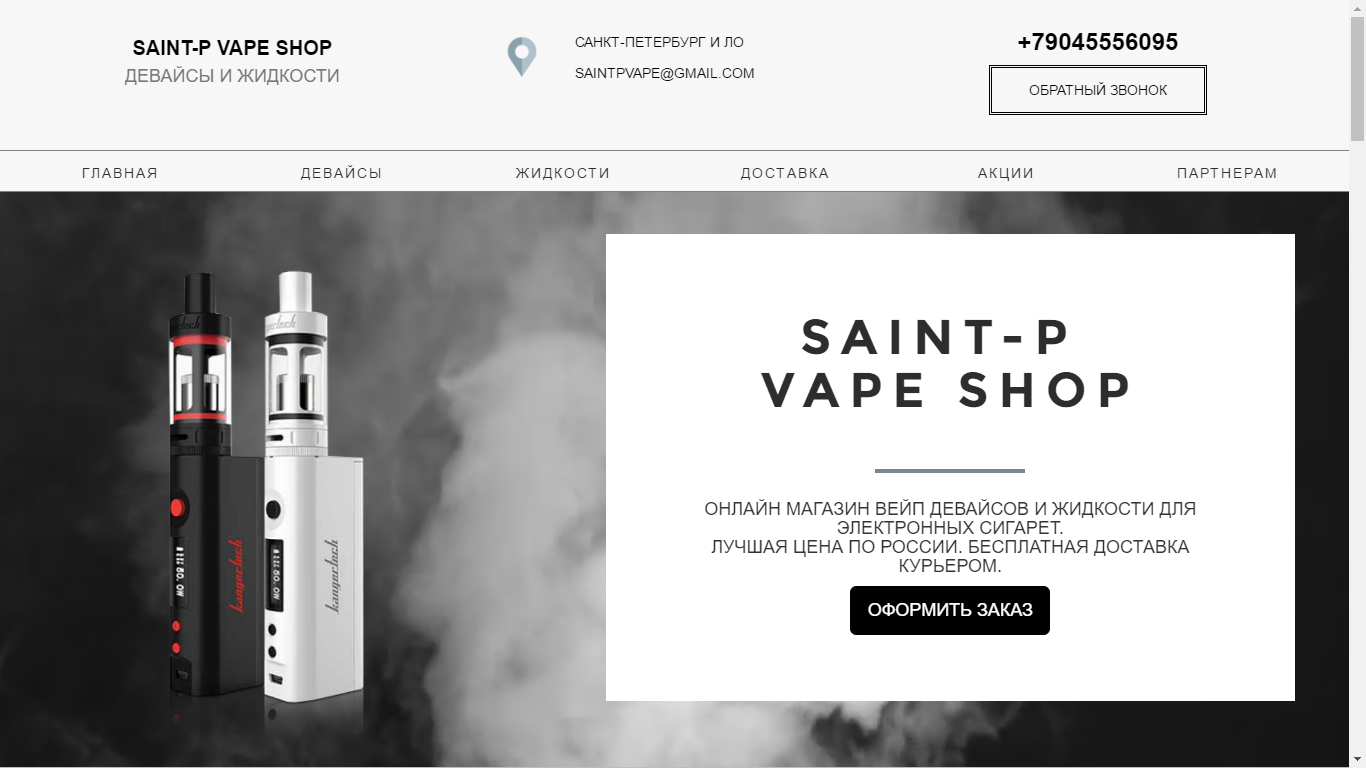 SAINT-P VAPE SHOP
ДЕВАЙСЫ И ЖИДКОСТИ
САНКТ-ПЕТЕРБУРГ И ЛО
SAINTPVAPE@GMAIL.COM
+79045556095
ОБРАТНЫЙ ЗВОНОК
ГЛАВНАЯ ДЕВАЙСЫ ЖИДКОСТИ ДОСТАВКА АКЦИИ ПАРТНЕРАМ
SAINT-P
VAPE SHOP
ОНЛАЙН МАГАЗИН ВЕЙП ДЕВАЙСОВ И ЖИДКОСТИ ДЛЯ
ЭЛЕКТРОННЫХ СИГАРЕТ.
ЛУЧШАЯ ЦЕНА ПО РОССИИ. БЕСПЛАТНАЯ ДОСТАВКА
КУРЬЕРОМ.
ОФОРМИТЬ ЗАКАЗ
kangertech
kangertech